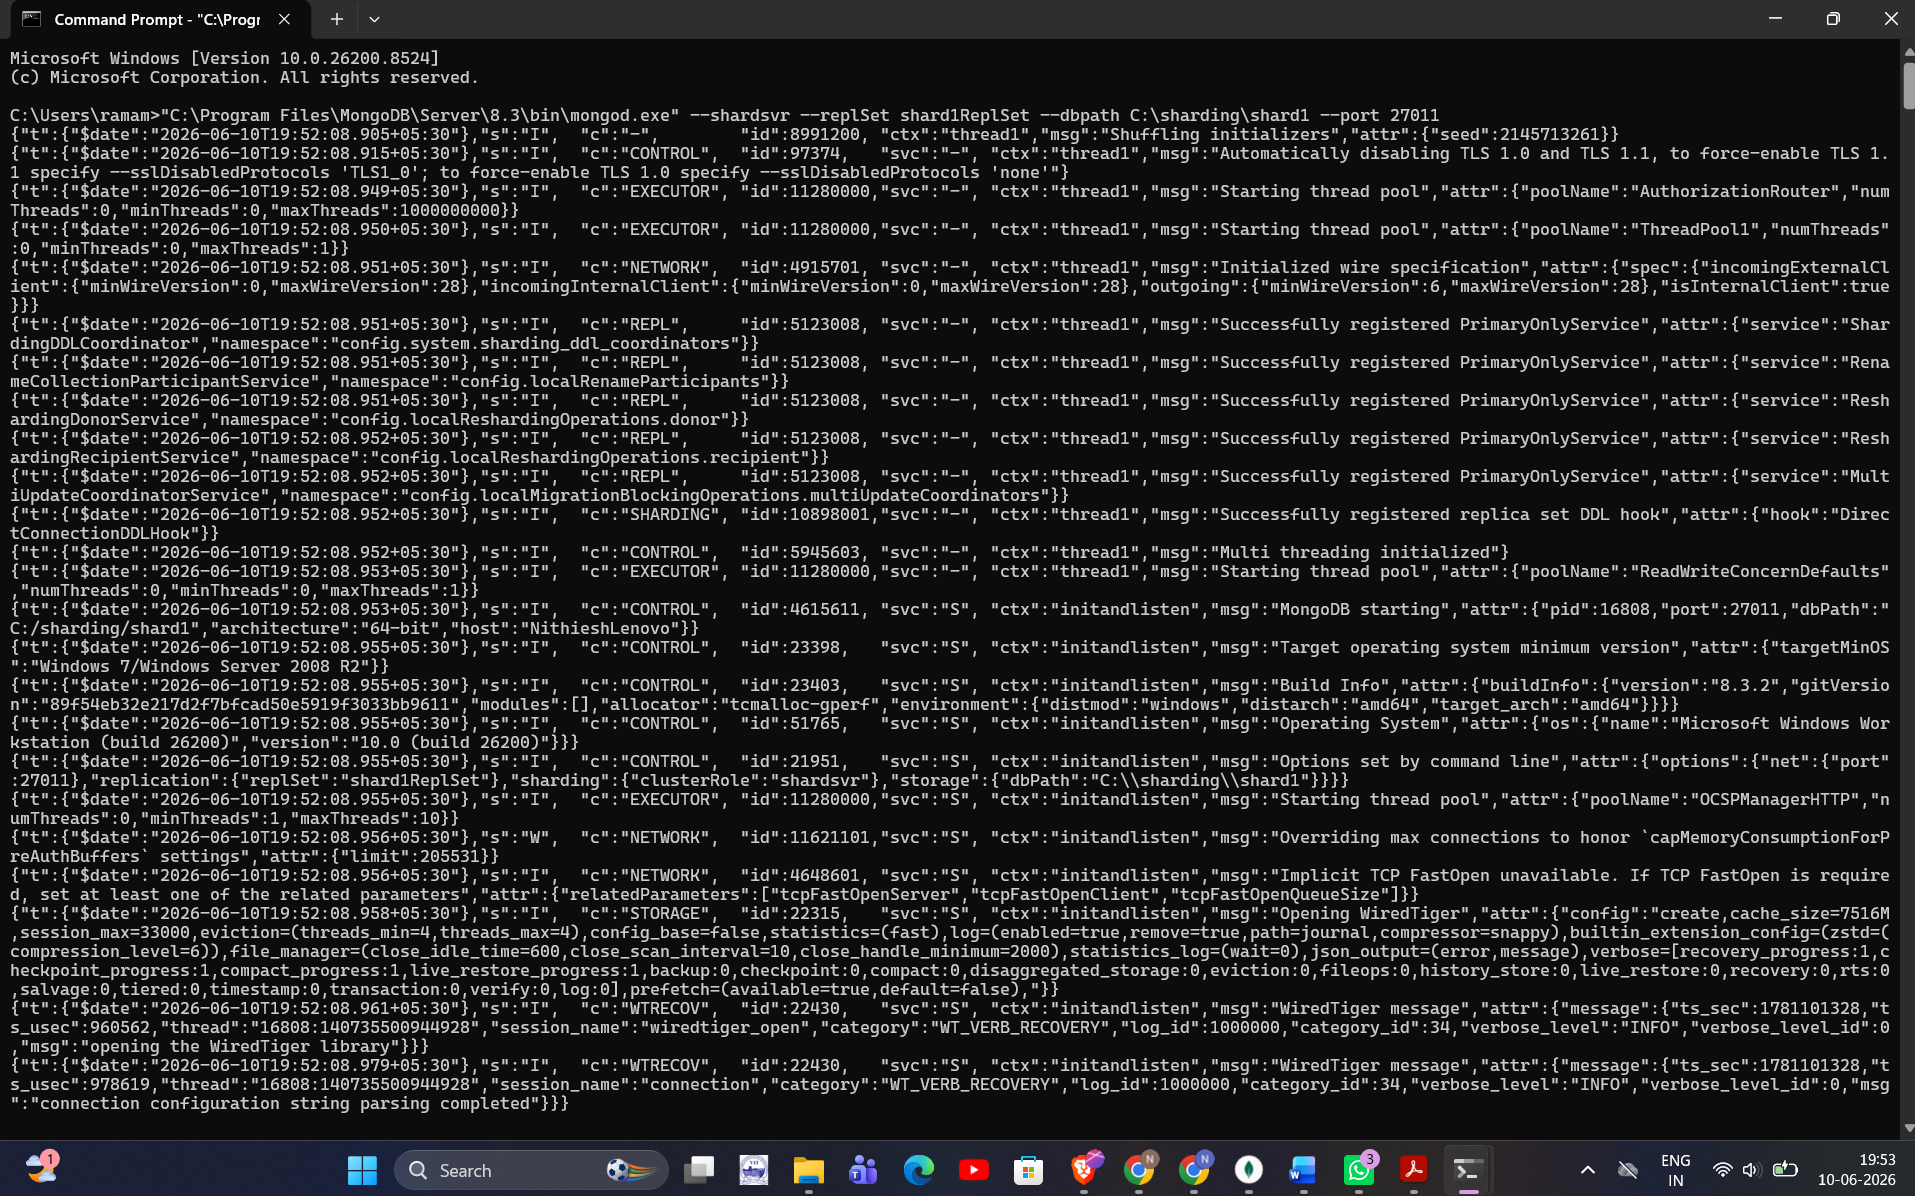 Command Prompt - "C:\Progr
Microsoft Windows [Version 10.0.26200.8524]
(c) Microsoft Corporation. All rights reserved.
C:\Users\ramam>"C:\Program Files\MongoDB\Server\8.3\bin\mongod.exe" --shardsvr --replSet shard1ReplSet --dbpath C:\sharding\shard1 --port 27011
{"t":{"$date":"2026-06-10T19:52:08.905+05:30"},"s":"I",  "c":"-",        "id":8991200, "ctx":"thread1","msg":"Shuffling initializers","attr":{"seed":2145713261}}
{"t":{"$date":"2026-06-10T19:52:08.915+05:30"},"s":"I",  "c":"CONTROL",  "id":97374,   "svc":"-", "ctx":"thread1","msg":"Automatically disabling TLS 1.0 and TLS 1.1, to force-enable TLS 1.
1 specify --sslDisabledProtocols 'TLS1_0'; to force-enable TLS 1.0 specify --sslDisabledProtocols 'none'"}
{"t":{"$date":"2026-06-10T19:52:08.949+05:30"},"s":"I",  "c":"EXECUTOR", "id":11280000,"svc":"-", "ctx":"thread1","msg":"Starting thread pool","attr":{"poolName":"AuthorizationRouter","num
Threads":0,"minThreads":0,"maxThreads":1000000000}}
{"t":{"$date":"2026-06-10T19:52:08.950+05:30"},"s":"I",  "c":"EXECUTOR", "id":11280000,"svc":"-", "ctx":"thread1","msg":"Starting thread pool","attr":{"poolName":"ThreadPool1","numThreads"
:0,"minThreads":0,"maxThreads":1}}
{"t":{"$date":"2026-06-10T19:52:08.951+05:30"},"s":"I",  "c":"NETWORK",  "id":4915701, "svc":"-", "ctx":"thread1","msg":"Initialized wire specification","attr":{"spec":{"incomingExternalCl
ient":{"minWireVersion":0,"maxWireVersion":28},"incomingInternalClient":{"minWireVersion":0,"maxWireVersion":28},"outgoing":{"minWireVersion":6,"maxWireVersion":28},"isInternalClient":true
}}}
{"t":{"$date":"2026-06-10T19:52:08.951+05:30"},"s":"I",  "c":"REPL",     "id":5123008, "svc":"-", "ctx":"thread1","msg":"Successfully registered PrimaryOnlyService","attr":{"service":"Shar
dingDDLCoordinator","namespace":"config.system.sharding_ddl_coordinators"}}
{"t":{"$date":"2026-06-10T19:52:08.951+05:30"},"s":"I",  "c":"REPL",     "id":5123008, "svc":"-", "ctx":"thread1","msg":"Successfully registered PrimaryOnlyService","attr":{"service":"Rena
meCollectionParticipantService","namespace":"config.localRenameParticipants"}}
{"t":{"$date":"2026-06-10T19:52:08.951+05:30"},"s":"I",  "c":"REPL",     "id":5123008, "svc":"-", "ctx":"thread1","msg":"Successfully registered PrimaryOnlyService","attr":{"service":"Resh
ardingDonorService","namespace":"config.localReshardingOperations.donor"}}
{"t":{"$date":"2026-06-10T19:52:08.952+05:30"},"s":"I",  "c":"REPL",     "id":5123008, "svc":"-", "ctx":"thread1","msg":"Successfully registered PrimaryOnlyService","attr":{"service":"Resh
ardingRecipientService","namespace":"config.localReshardingOperations.recipient"}}
{"t":{"$date":"2026-06-10T19:52:08.952+05:30"},"s":"I",  "c":"REPL",     "id":5123008, "svc":"-", "ctx":"thread1","msg":"Successfully registered PrimaryOnlyService","attr":{"service":"Mult
iUpdateCoordinatorService","namespace":"config.localMigrationBlockingOperations.multiUpdateCoordinators"}}
{"t":{"$date":"2026-06-10T19:52:08.952+05:30"},"s":"I",  "c":"SHARDING", "id":10898001,"svc":"-", "ctx":"thread1","msg":"Successfully registered replica set DDL hook","attr":{"hook":"Direc
tConnectionDDLHook"}}
{"t":{"$date":"2026-06-10T19:52:08.952+05:30"},"s":"I",  "c":"CONTROL",  "id":5945603, "svc":"-", "ctx":"thread1","msg":"Multi threading initialized"}
{"t":{"$date":"2026-06-10T19:52:08.953+05:30"},"s":"I",  "c":"EXECUTOR", "id":11280000,"svc":"-", "ctx":"thread1","msg":"Starting thread pool","attr":{"poolName":"ReadWriteConcernDefaults"
,"numThreads":0,"minThreads":0,"maxThreads":1}}
{"t":{"$date":"2026-06-10T19:52:08.953+05:30"},"s":"I",  "c":"CONTROL",  "id":4615611, "svc":"S", "ctx":"initandlisten","msg":"MongoDB starting","attr":{"pid":16808,"port":27011,"dbPath":"
C:/sharding/shard1","architecture":"64-bit","host":"NithieshLenovo"}}
{"t":{"$date":"2026-06-10T19:52:08.955+05:30"},"s":"I",  "c":"CONTROL",  "id":23398,   "svc":"S", "ctx":"initandlisten","msg":"Target operating system minimum version","attr":{"targetMinOS
":"Windows 7/Windows Server 2008 R2"}}
{"t":{"$date":"2026-06-10T19:52:08.955+05:30"},"s":"I",  "c":"CONTROL",  "id":23403,   "svc":"S", "ctx":"initandlisten","msg":"Build Info","attr":{"buildInfo":{"version":"8.3.2","gitVersio
n":"89f54eb32e217d2f7bfcad50e5919f3033bb9611","modules":[],"allocator":"tcmalloc-gperf","environment":{"distmod":"windows","distarch":"amd64","target_arch":"amd64"}}}}
{"t":{"$date":"2026-06-10T19:52:08.955+05:30"},"s":"I",  "c":"CONTROL",  "id":51765,   "svc":"S", "ctx":"initandlisten","msg":"Operating System","attr":{"os":{"name":"Microsoft Windows Wor
kstation (build 26200)","version":"10.0 (build 26200)"}}}
{"t":{"$date":"2026-06-10T19:52:08.955+05:30"},"s":"I",  "c":"CONTROL",  "id":21951,   "svc":"S", "ctx":"initandlisten","msg":"Options set by command line","attr":{"options":{"net":{"port"
:27011},"replication":{"replSet":"shard1ReplSet"},"sharding":{"clusterRole":"shardsvr"},"storage":{"dbPath":"C:\\sharding\\shard1"}}}}
{"t":{"$date":"2026-06-10T19:52:08.955+05:30"},"s":"I",  "c":"EXECUTOR", "id":11280000,"svc":"S", "ctx":"initandlisten","msg":"Starting thread pool","attr":{"poolName":"OCSPManagerHTTP","n
umThreads":0,"minThreads":1,"maxThreads":10}}
{"t":{"$date":"2026-06-10T19:52:08.956+05:30"},"s":"W",  "c":"NETWORK",  "id":11621101,"svc":"S", "ctx":"initandlisten","msg":"Overriding max connections to honor `capMemoryConsumptionForP
reAuthBuffers` settings","attr":{"limit":205531}}
{"t":{"$date":"2026-06-10T19:52:08.956+05:30"},"s":"I",  "c":"NETWORK",  "id":4648601, "svc":"S", "ctx":"initandlisten","msg":"Implicit TCP FastOpen unavailable. If TCP FastOpen is require
d, set at least one of the related parameters","attr":{"relatedParameters":["tcpFastOpenServer","tcpFastOpenClient","tcpFastOpenQueueSize"]}}
{"t":{"$date":"2026-06-10T19:52:08.958+05:30"},"s":"I",  "c":"STORAGE",  "id":22315,   "svc":"S", "ctx":"initandlisten","msg":"Opening WiredTiger","attr":{"config":"create,cache_size=7516M
,session_max=33000,eviction=(threads_min=4,threads_max=4),config_base=false,statistics=(fast),log=(enabled=true,remove=true,path=journal,compressor=snappy),builtin_extension_config=(zstd=(
compression_level=6)),file_manager=(close_idle_time=600,close_scan_interval=10,close_handle_minimum=2000),statistics_log=(wait=0),json_output=(error,message),verbose=[recovery_progress:1,c
heckpoint_progress:1,compact_progress:1,live_restore_progress:1,backup:0,checkpoint:0,compact:0,disaggregated_storage:0,eviction:0,fileops:0,history_store:0,live_restore:0,recovery:0,rts:0
,salvage:0,tiered:0,timestamp:0,transaction:0,verify:0,log:0],prefetch=(available=true,default=false),"}}
{"t":{"$date":"2026-06-10T19:52:08.961+05:30"},"s":"I",  "c":"WTRECOV",  "id":22430,   "svc":"S", "ctx":"initandlisten","msg":"WiredTiger message","attr":{"message":{"ts_sec":1781101328,"t
s_usec":960562,"thread":"16808:140735500944928","session_name":"wiredtiger_open","category":"WT_VERB_RECOVERY","log_id":1000000,"category_id":34,"verbose_level":"INFO","verbose_level_id":0
,"msg":"opening the WiredTiger library"}}}
{"t":{"$date":"2026-06-10T19:52:08.979+05:30"},"s":"I",  "c":"WTRECOV",  "id":22430,   "svc":"S", "ctx":"initandlisten","msg":"WiredTiger message","attr":{"message":{"ts_sec":1781101328,"t
s_usec":978619,"thread":"16808:140735500944928","session_name":"connection","category":"WT_VERB_RECOVERY","log_id":1000000,"category_id":34,"verbose_level":"INFO","verbose_level_id":0,"msg
":"connection configuration string parsing completed"}}}
1
Search
N
N
W
3
ENG
IN
19:53
10-06-2026